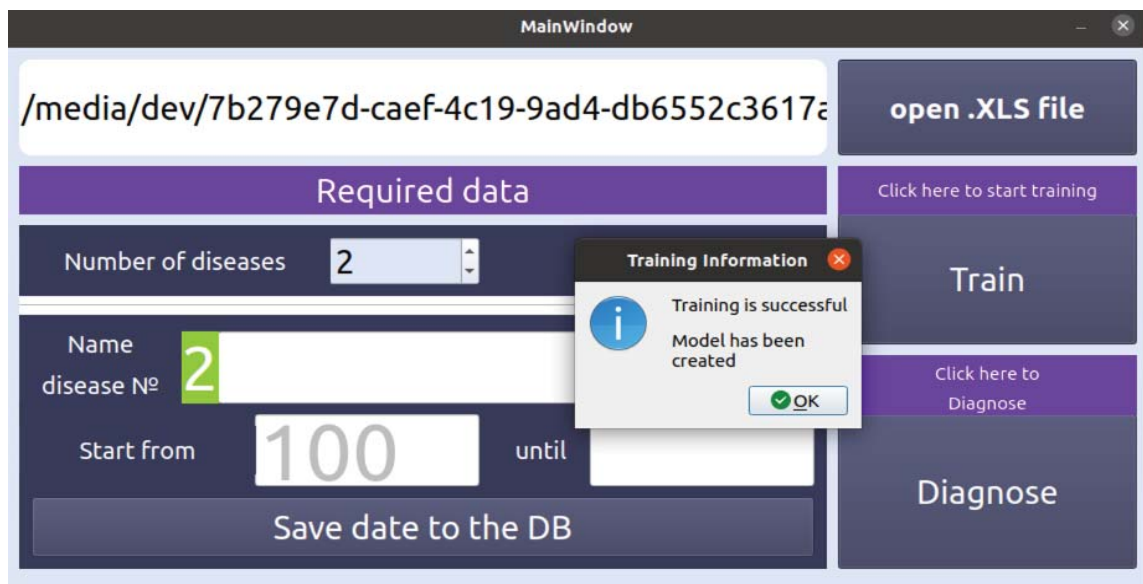 MainWindow
/media/dev/7b279e7d-caef-4c19-9ad4-db6552c3617a
open .XLS file
Required data
Click here to start training
Number of diseases 2
Train
Training Information
Training is successful
Model has been
created
OK
Name
disease Nº 2
Click here to
Diagnose
Start from 100 until
Diagnose
Save date to the DB